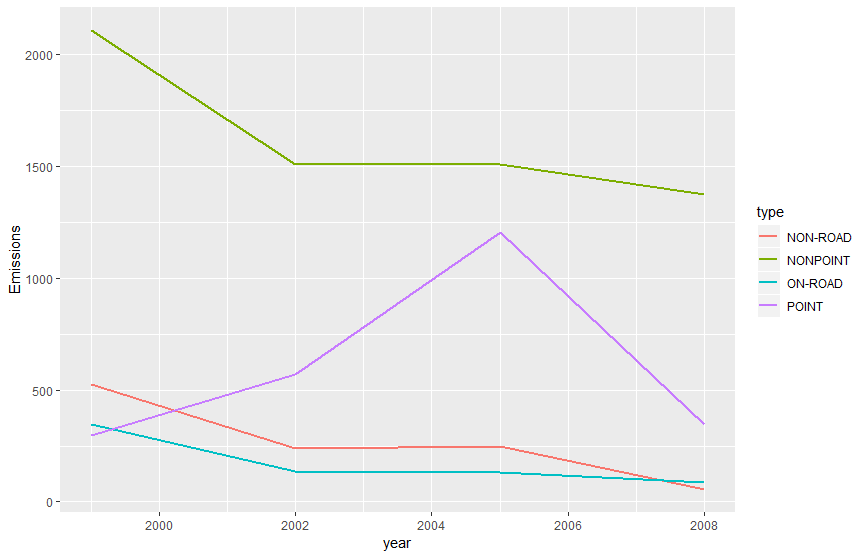 2000
1500
1000
500
0
Emissions
2000
2002
2004
2006
2008
year
type
NON-ROAD
NONPOINT
ON-ROAD
POINT